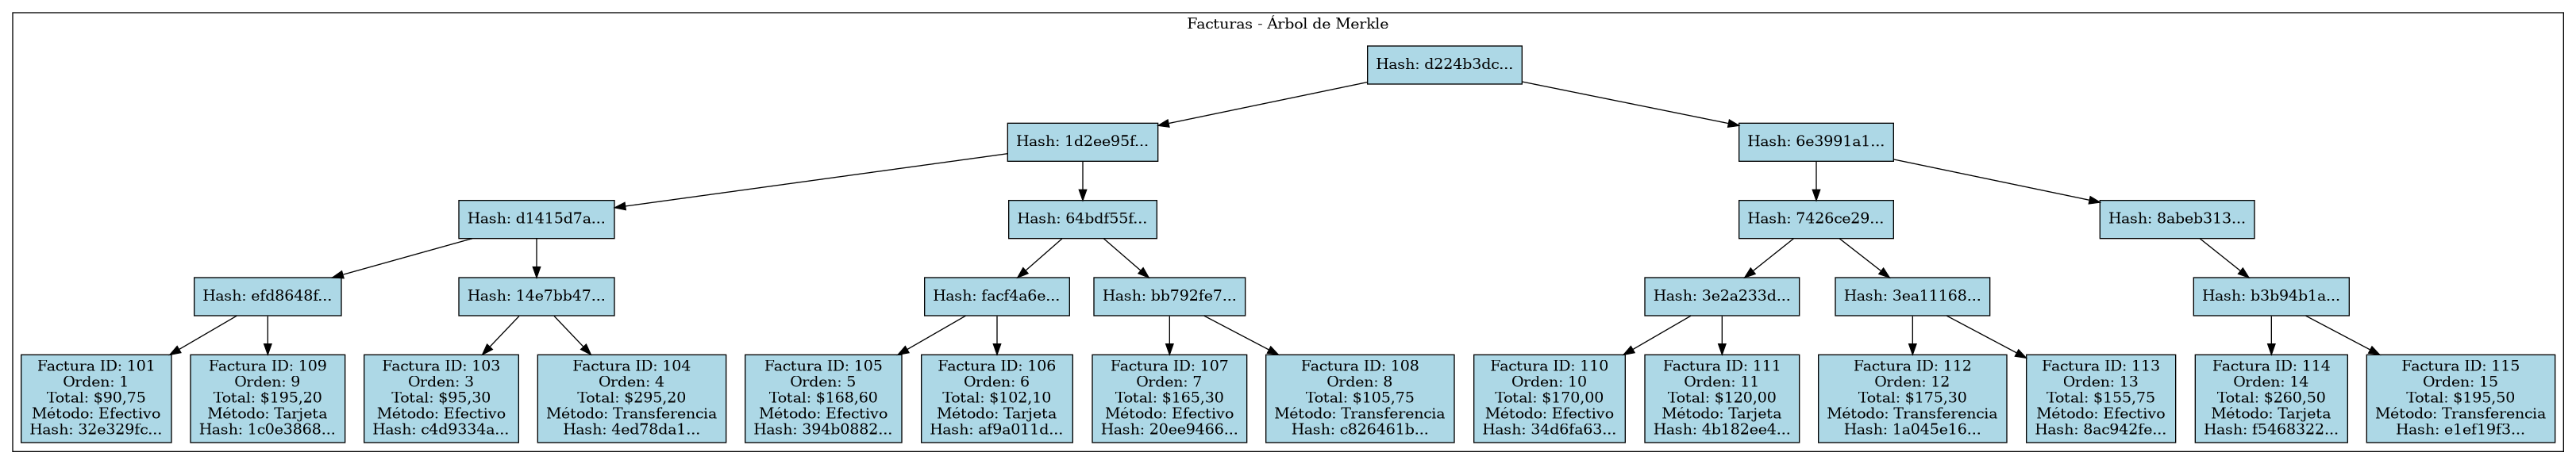 Facturas - Árbol de Merkle
Hash: d224b3dc...
Hash: 1d2ee95f...
Hash: 6e3991a1...
Hash: d1415d7a...
Hash: 64bdf55f...
Hash: 7426ce29...
Hash: 8abeb313...
Hash: efd8648f...
Hash: 14e7bb47...
Hash: facf4a6e...
Hash: bb792fe7...
Hash: 3e2a233d...
Hash: 3ea11168...
Hash: b3b94b1a...
Factura ID: 101
Orden: 1
Total: $90,75
Método: Efectivo
Hash: 32e329fc...
Factura ID: 109
Orden: 9
Total: $195,20
Método: Tarjeta
Hash: 1c0e3868...
Factura ID: 103
Orden: 3
Total: $95,30
Método: Efectivo
Hash: c4d9334a...
Factura ID: 104
Orden: 4
Total: $295,20
Método: Transferencia
Hash: 4ed78da1...
Factura ID: 105
Orden: 5
Total: $168,60
Método: Efectivo
Hash: 394b0882...
Factura ID: 106
Orden: 6
Total: $102,10
Método: Tarjeta
Hash: af9a011d...
Factura ID: 107
Orden: 7
Total: $165,30
Método: Efectivo
Hash: 20ee9466...
Factura ID: 108
Orden: 8
Total: $105,75
Método: Transferencia
Hash: c826461b...
Factura ID: 110
Orden: 10
Total: $170,00
Método: Efectivo
Hash: 34d6fa63...
Factura ID: 111
Orden: 11
Total: $120,00
Método: Tarjeta
Hash: 4b182ee4...
Factura ID: 112
Orden: 12
Total: $175,30
Método: Transferencia
Hash: 1a045e16...
Factura ID: 113
Orden: 13
Total: $155,75
Método: Efectivo
Hash: 8ac942fe...
Factura ID: 114
Orden: 14
Total: $260,50
Método: Tarjeta
Hash: f5468322...
Factura ID: 115
Orden: 15
Total: $195,50
Método: Transferencia
Hash: e1ef19f3...